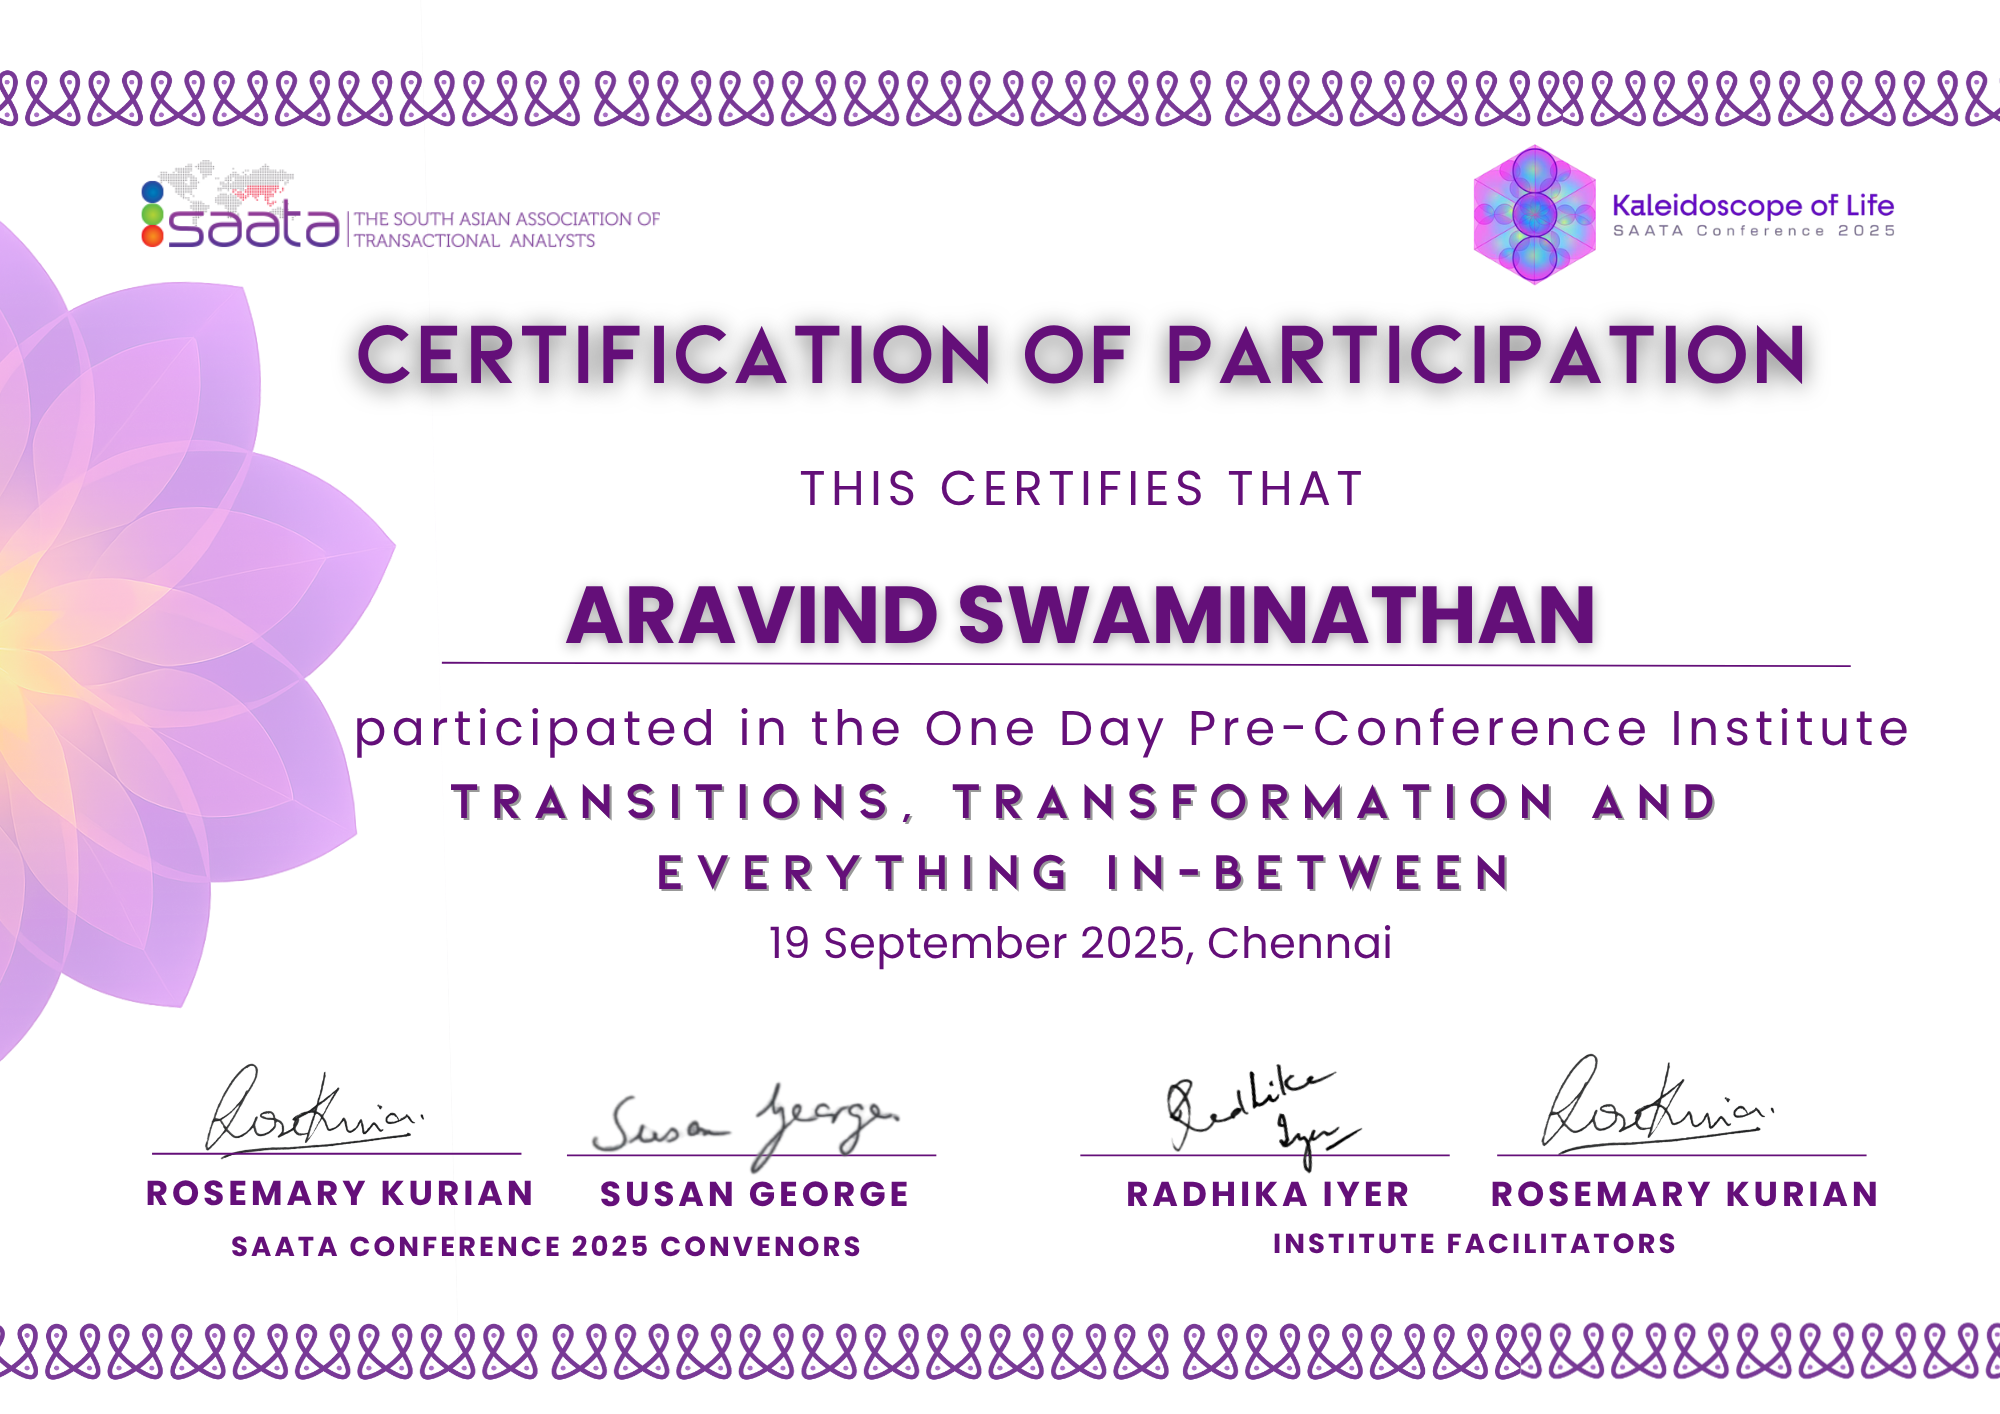 saata
THE SOUTH ASIAN ASSOCIATION OF
TRANSACTIONAL ANALYSTS
Kaleidoscope of Life
SAATA Conference 2025
CERTIFICATION OF PARTICIPATION
THIS CERTIFIES THAT
ARAVIND SWAMINATHAN
participated in the One Day Pre-Conference Institute
TRANSITIONS, TRANSFORMATION AND
EVERYTHING IN-BETWEEN
19 September 2025, Chennai
Susan George
Radhika
Iyer
ROSEMARY KURIAN
SUSAN GEORGE
RADHIKA IYER
ROSEMARY KURIAN
SAATA CONFERENCE 2025 CONVENORS
INSTITUTE FACILITATORS